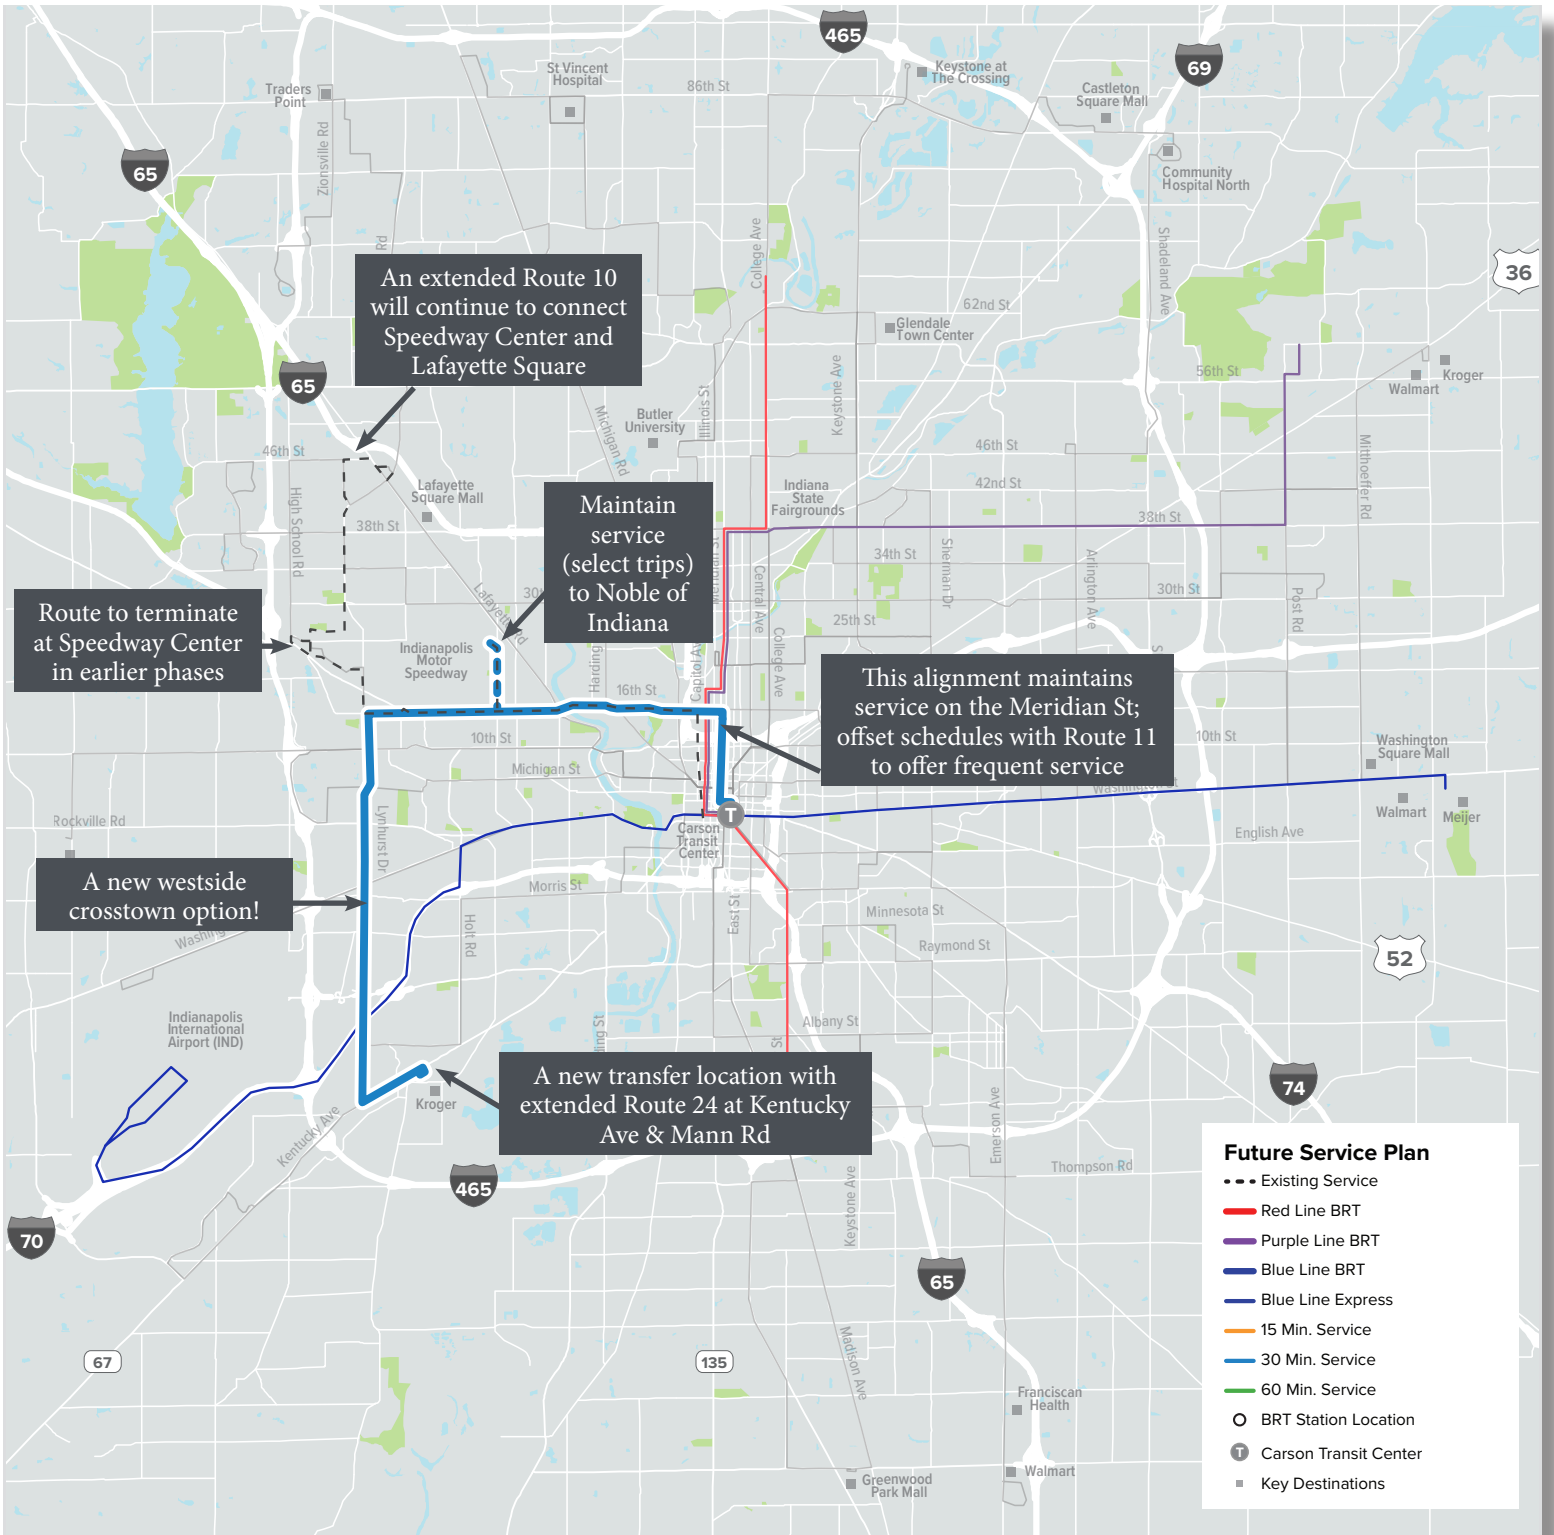 465
69
Keystone at
The Crossing
St Vincent
Hospital
86th St
Traders
Point
Castleton
Square Mall
Zionsville Rd
65
Community
Hospital North
College Ave
Shadeland Ave
Rd
36
An extended Route 10
will continue to connect
Speedway Center and
Lafayette Square
62nd St
Glendale
Town Center
65
56th St
Kroger
Walmart
Keystone Ave
Illinois St
Michigan Rd
Butler
University
46th St
46th St
Mitthoeffer Rd
Lafayette
Square Mall
42nd St
Indiana
State
Fairgrounds
High School Rd
38th St
38th St
Maintain
service
(select trips)
to Noble of
Indiana
34th St
Sherman Dr
Arlington Ave
30th St
Post Rd
Central Ave
Lafayette Rd
25th St
Route to terminate
at Speedway Center
in earlier phases
Indianapolis
Motor
Speedway
Harding
Capitol Av
College Ave
16th St
This alignment maintains
service on the Meridian St;
offset schedules with Route 11
to offer frequent service
10th St
10th St
Washington
Square Mall
Michigan St
Washington St
Walmart
Meijer
Rockville Rd
Lynhurst Dr
T
Carson
Transit
Center
English Ave
A new westside
crosstown option!
Morris St
East St
Minnesota St
Washing
Holt Rd
Raymond St
52
Indianapolis
International
Airport (IND)
Albany St
ding St
St
A new transfer location with
extended Route 24 at Kentucky
Ave & Mann Rd
Kroger
74
Kentucky Ave
Emerson Ave
Thompson Rd
465
Keystone Ave
70
65
67
135
Madison Ave
Franciscan
Health
Walmart
Greenwood
Park Mall
Future Service Plan
Existing Service
Red Line BRT
Purple Line BRT
Blue Line BRT
Blue Line Express
15 Min. Service
30 Min. Service
60 Min. Service
BRT Station Location
T Carson Transit Center
Key Destinations